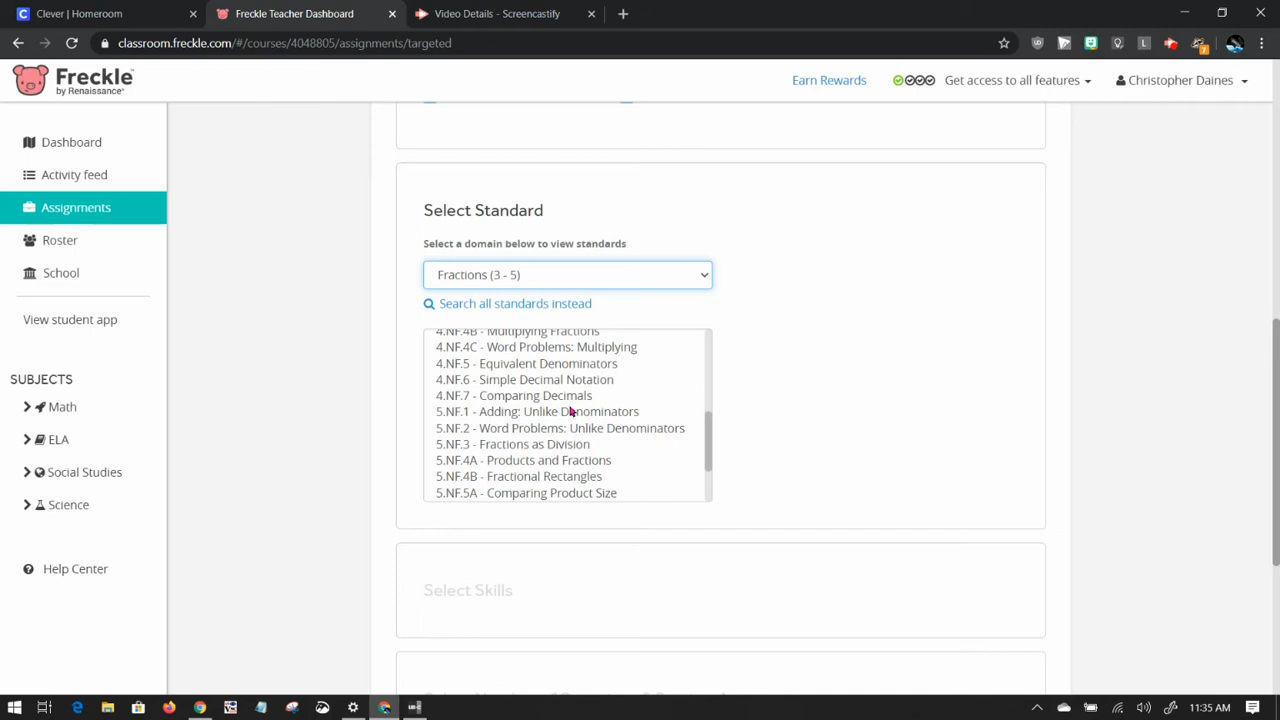 Clever | Homeroom
Freckle Teacher Dashboard
Video Details - Screencastify
classroom.freckle.com/#/courses/4048805/assignments/targeted
Freckle
by Renaissance
Earn Rewards
Get access to all features
Christopher Daines
Dashboard
Activity feed
Assignments
Roster
School
View student app
SUBJECTS
Math
ELA
Social Studies
Science
Help Center
Select Standard
Select a domain below to view standards
Fractions (3 - 5)
Search all standards instead
4.NF.4B - Multiplying Fractions
4.NF.4C - Word Problems: Multiplying
4.NF.5 - Equivalent Denominators
4.NF.6 - Simple Decimal Notation
4.NF.7 - Comparing Decimals
5.NF.1 - Adding: Unlike Denominators
5.NF.2 - Word Problems: Unlike Denominators
5.NF.3 - Fractions as Division
5.NF.4A - Products and Fractions
5.NF.4B - Fractional Rectangles
5.NF.5A - Comparing Product Size
Select Skills
11:35 AM